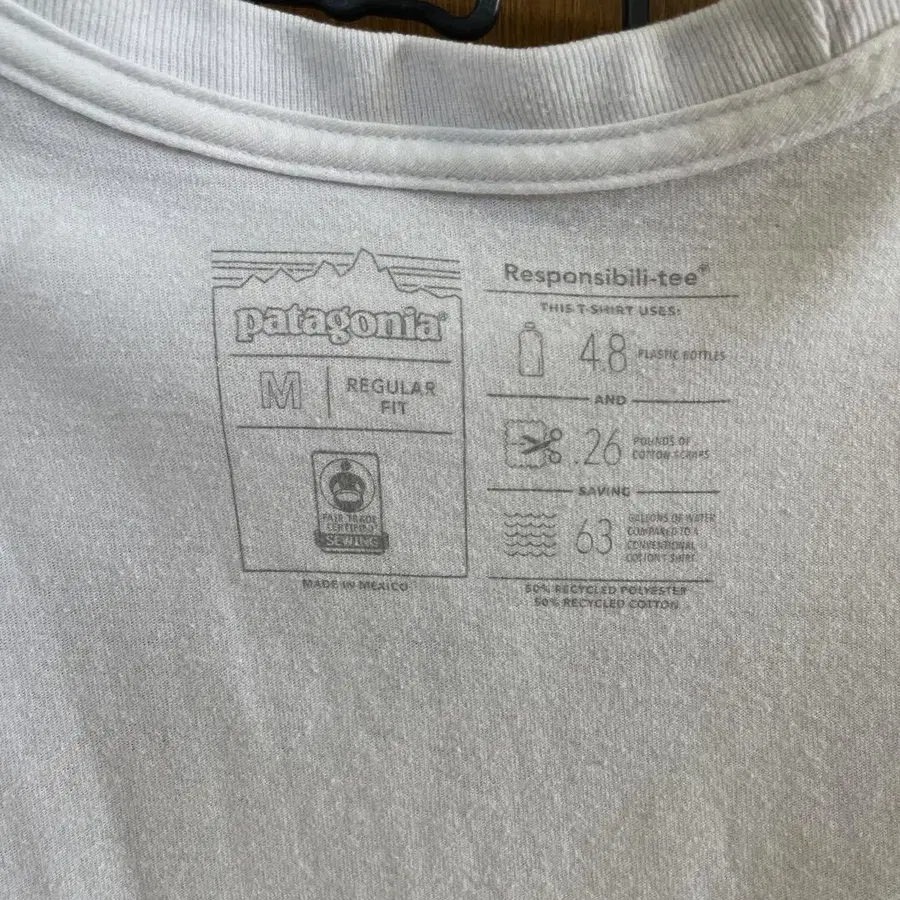 patagonia®
M
REGULAR
FIT
FAIR TRADE
CERTIFIED™
SEWING
MADE IN MEXICO
Responsibili-tee®
THIS T-SHIRT USES:
4.8 PLASTIC BOTTLES
AND
.26 POUNDS OF
COTTON SCRAPS
SAVING
63 GALLONS OF WATER
COMPARED TO A
CONVENTIONAL
COTTON T-SHIRT
50% RECYCLED POLYESTER
50% RECYCLED COTTON